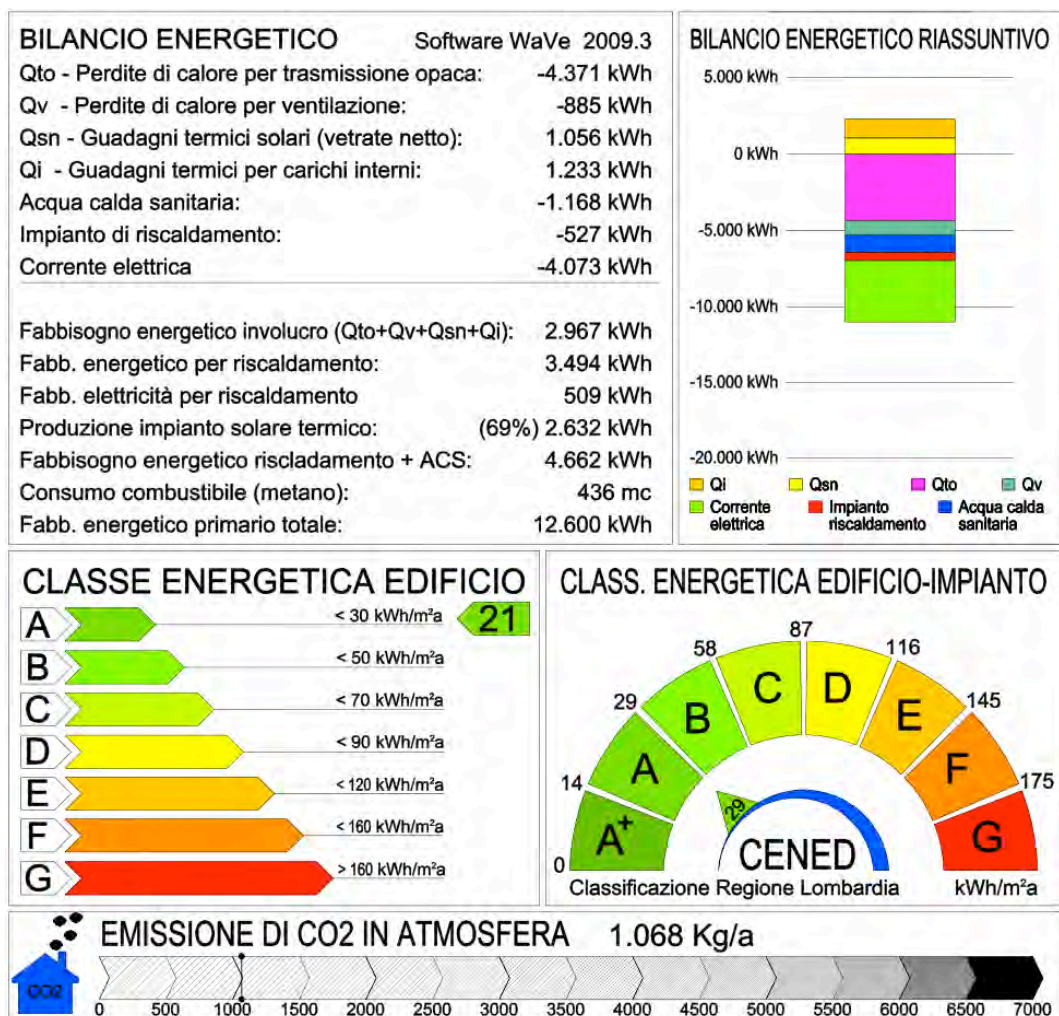 BILANCIO ENERGETICO Software WaVe 2009.3
Qto - Perdite di calore per trasmissione opaca: -4.371 kWh
Qv - Perdite di calore per ventilazione: -885 kWh
Qsn - Guadagni termici solari (vetrate netto): 1.056 kWh
Qi - Guadagni termici per carichi interni: 1.233 kWh
Acqua calda sanitaria: -1.168 kWh
Impianto di riscaldamento: -527 kWh
Corrente elettrica -4.073 kWh
Fabbisogno energetico involucro (Qto+Qv+Qsn+Qi): 2.967 kWh
Fabb. energetico per riscaldamento: 3.494 kWh
Fabb. elettricità per riscaldamento 509 kWh
Produzione impianto solare termico: (69%) 2.632 kWh
Fabbisogno energetico riscladamento + ACS: 4.662 kWh
Consumo combustibile (metano): 436 mc
Fabb. energetico primario totale: 12.600 kWh
BILANCIO ENERGETICO RIASSUNTIVO
5.000 kWh
0 kWh
-5.000 kWh
-10.000 kWh
-15.000 kWh
-20.000 kWh
Qi Qsn Qto Qv
Corrente elettrica Impianto riscaldamento Acqua calda sanitaria
CLASSE ENERGETICA EDIFICIO
A < 30 kWh/m²a 21
B < 50 kWh/m²a
C < 70 kWh/m²a
D < 90 kWh/m²a
E < 120 kWh/m²a
F < 160 kWh/m²a
G > 160 kWh/m²a
CLASS. ENERGETICA EDIFICIO-IMPIANTO
0 14 29 58 87 116 145 175
A+ A B C D E F G
29
CENED
Classificazione Regione Lombardia kWh/m²a
EMISSIONE DI CO2 IN ATMOSFERA 1.068 Kg/a
CO2
0 500 1000 1500 2000 2500 3000 3500 4000 4500 5000 5500 6000 6500 7000